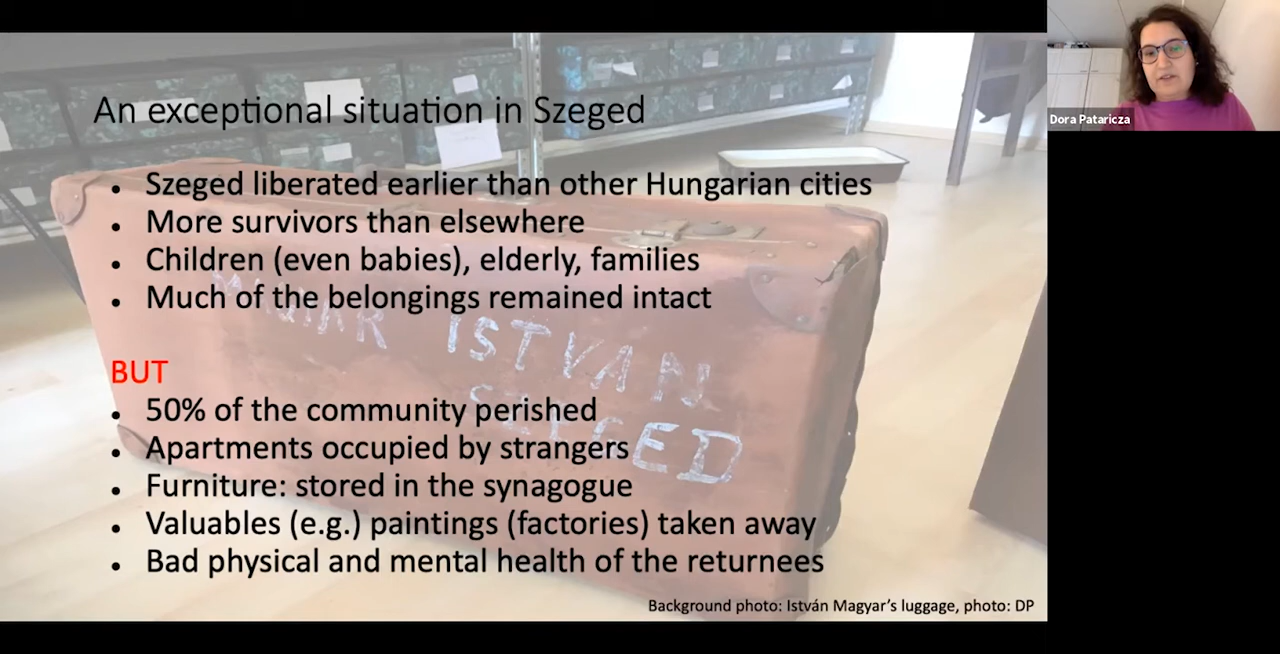 An exceptional situation in Szeged
Szeged liberated earlier than other Hungarian cities
More survivors than elsewhere
Children (even babies), elderly, families
Much of the belongings remained intact
BUT
50% of the community perished
Apartments occupied by strangers
Furniture: stored in the synagogue
Valuables (e.g.) paintings (factories) taken away
Bad physical and mental health of the returnees
Background photo: István Magyar's luggage, photo: DP
ISTVAN
SZEGED
Dora Pataricza